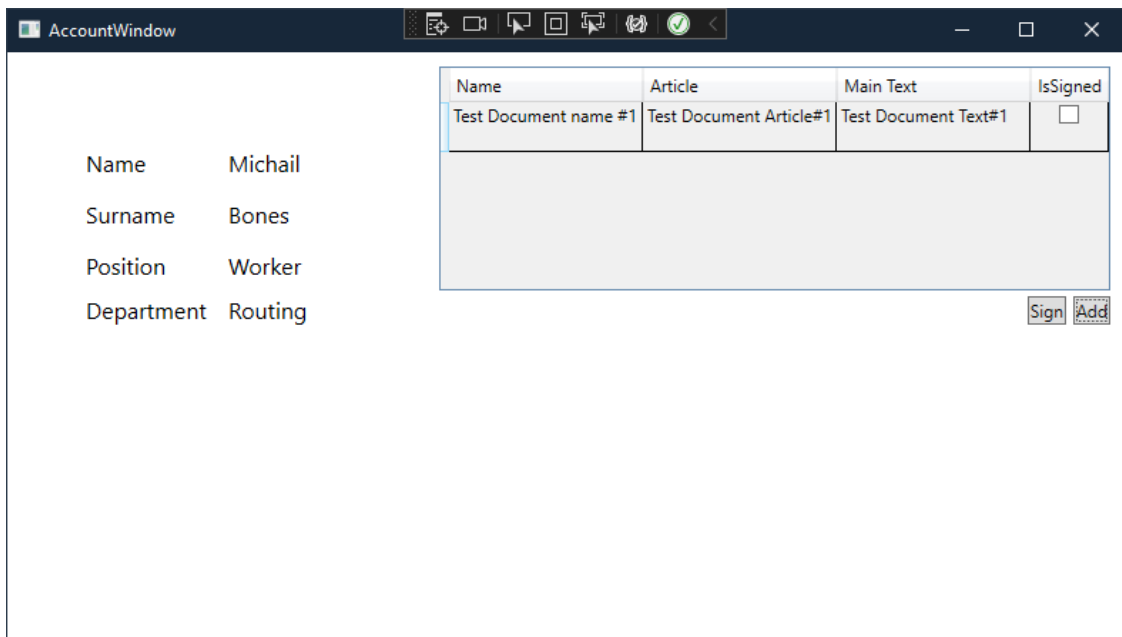 AccountWindow
Name Article Main Text IsSigned
Test Document name #1 Test Document Article#1 Test Document Text#1
Name Michail
Surname Bones
Position Worker
Department Routing
Sign Add